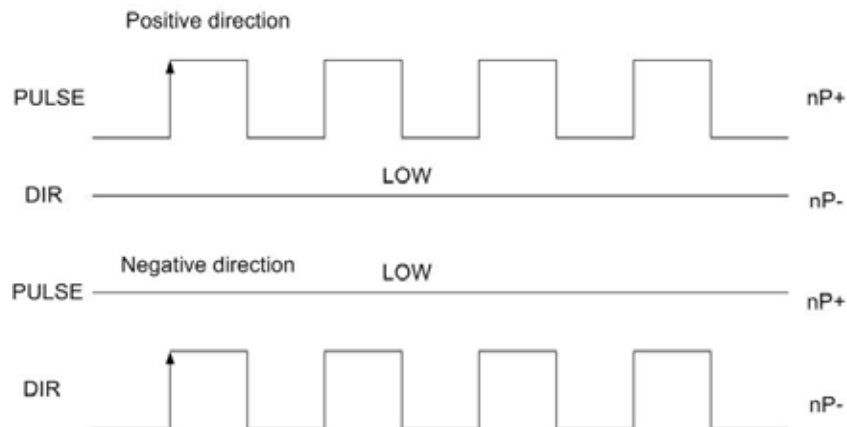 Positive direction
PULSE nP+
LOW
DIR nP-
Negative direction LOW
PULSE nP+
DIR nP-